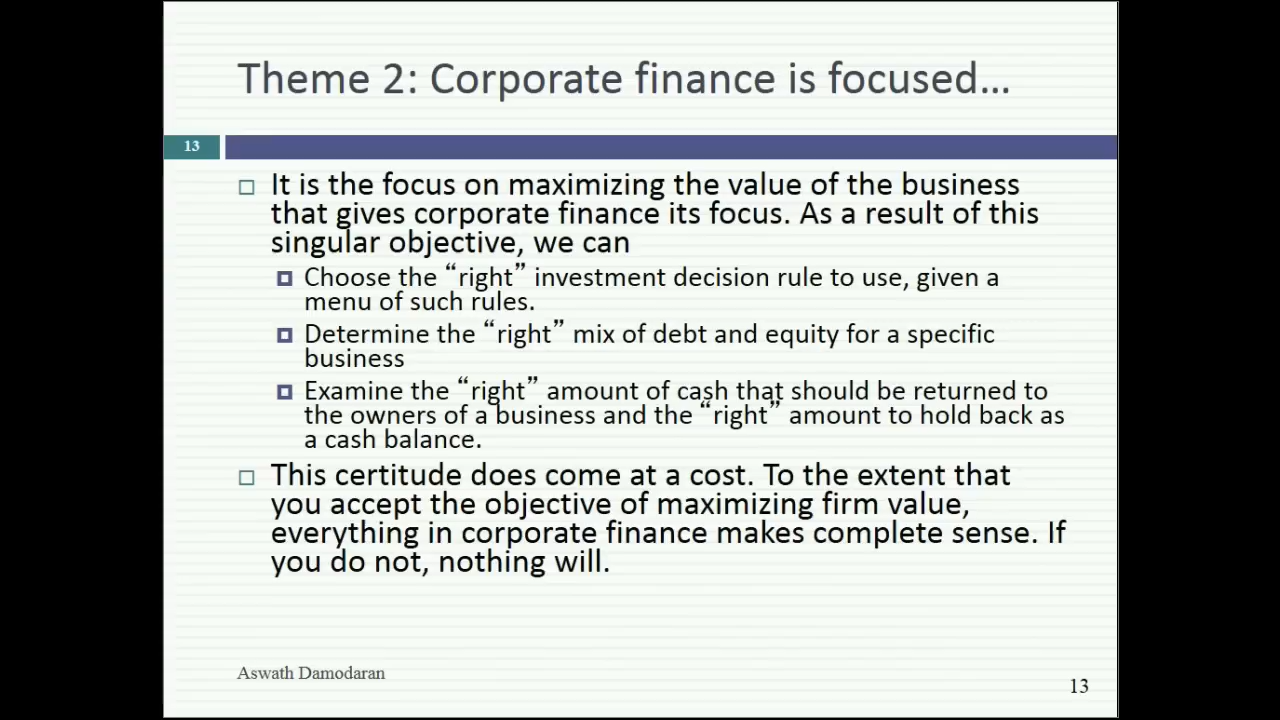 Theme 2: Corporate finance is focused...
13
It is the focus on maximizing the value of the business
that gives corporate finance its focus. As a result of this
singular objective, we can
Choose the “right” investment decision rule to use, given a
menu of such rules.
Determine the “right” mix of debt and equity for a specific
business
Examine the “right” amount of cash that should be returned to
the owners of a business and the “right” amount to hold back as
a cash balance.
This certitude does come at a cost. To the extent that
you accept the objective of maximizing firm value,
everything in corporate finance makes complete sense. If
you do not, nothing will.
Aswath Damodaran
13